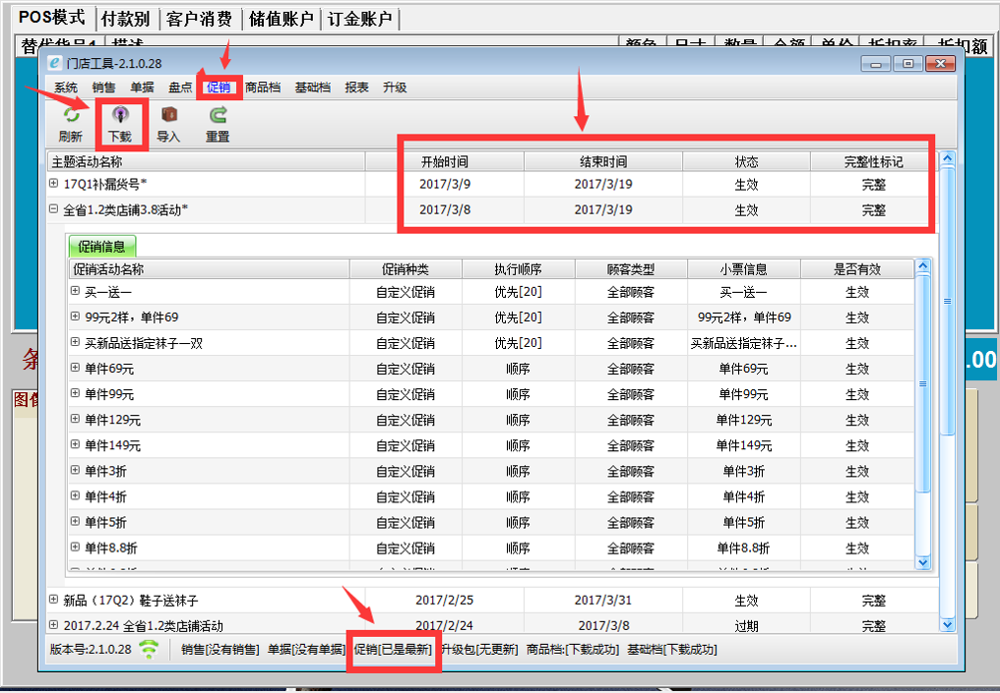 POS模式 付款别 客户消费 储值账户 订金账户
替代货号1 描述 颜色 尺寸 数量 金额 单价 折扣率 折扣额
门店工具-2.1.0.28
系统 销售 单据 盘点 促销 商品档 基础档 报表 升级
刷新 下载 导入 重置
主题活动名称 开始时间 结束时间 状态 完整性标记
17Q1补漏货号* 2017/3/9 2017/3/19 生效 完整
全省1.2类店铺3.8活动* 2017/3/8 2017/3/19 生效 完整
促销信息
促销活动名称 促销种类 执行顺序 顾客类型 小票信息 是否有效
买一送一 自定义促销 优先[20] 全部顾客 买一送一 生效
99元2样，单件69 自定义促销 优先[20] 全部顾客 99元2样，单件69 生效
买新品送指定袜子一双 自定义促销 优先[20] 全部顾客 买新品送指定袜子... 生效
单件69元 自定义促销 顺序 全部顾客 单件69元 生效
单件99元 自定义促销 顺序 全部顾客 单件99元 生效
单件129元 自定义促销 顺序 全部顾客 单件129元 生效
单件149元 自定义促销 顺序 全部顾客 单件149元 生效
单件3折 自定义促销 顺序 全部顾客 单件3折 生效
单件4折 自定义促销 顺序 全部顾客 单件4折 生效
单件5折 自定义促销 顺序 全部顾客 单件5折 生效
单件8.8折 自定义促销 顺序 全部顾客 单件8.8折 生效
新品（17Q2）鞋子送袜子 2017/2/25 2017/3/31 生效 完整
2017.2.24 全省1.2类店铺活动 2017/2/24 2017/3/8 过期 完整
版本号:2.1.0.28 销售[没有销售] 单据[没有单据] 促销[已是最新] 升级包[无更新] 商品档:[下载成功] 基础档[下载成功]
条
.00
图像